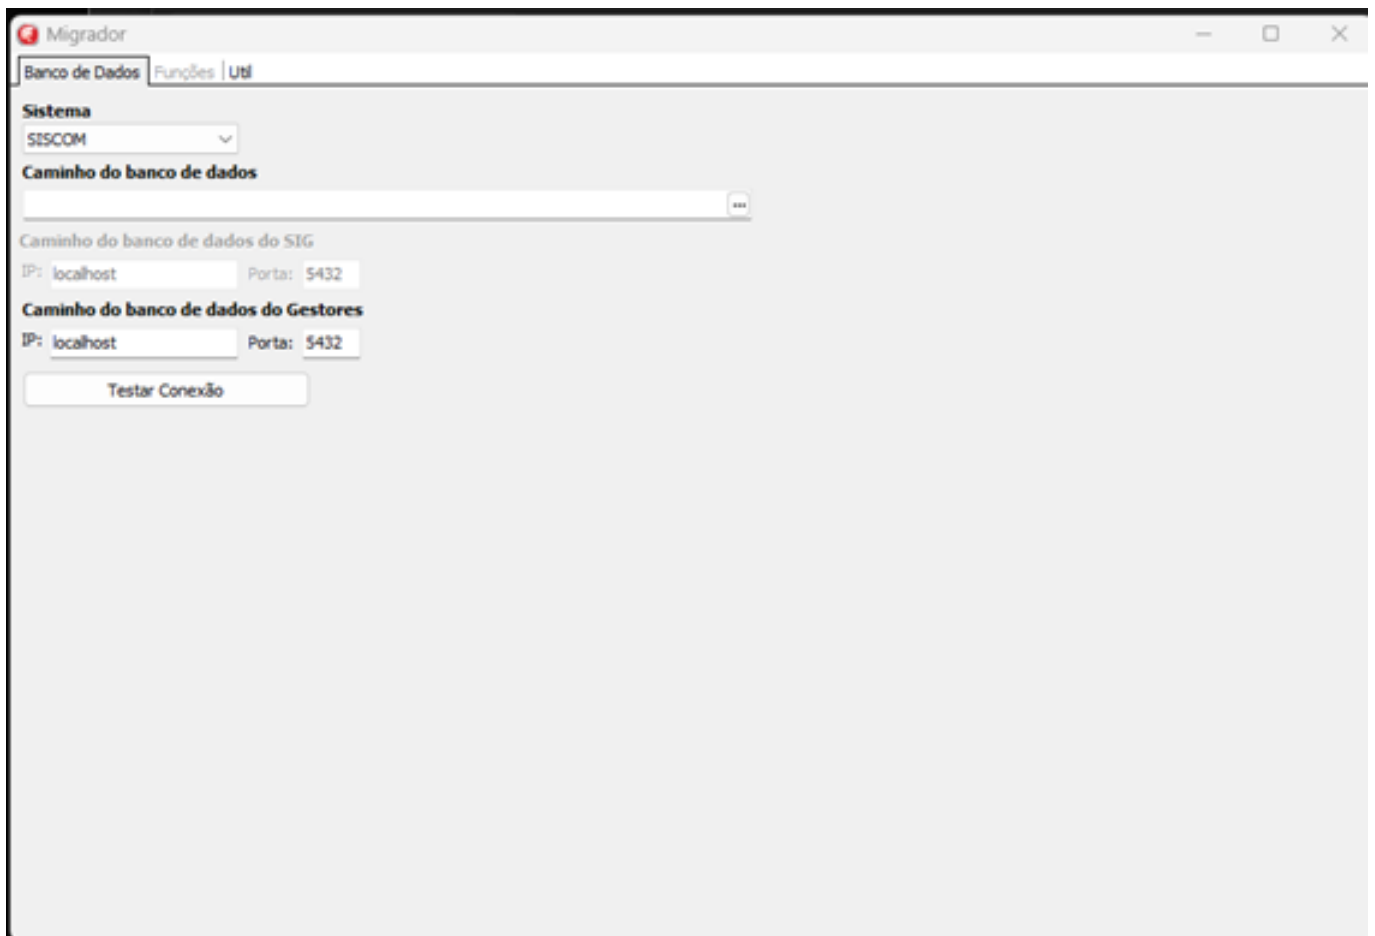 Migrador
Banco de Dados Funções Util
Sistema
SISCOM
Caminho do banco de dados
...
Caminho do banco de dados do SIG
IP: localhost Porta: 5432
Caminho do banco de dados do Gestores
IP: localhost Porta: 5432
Testar Conexão